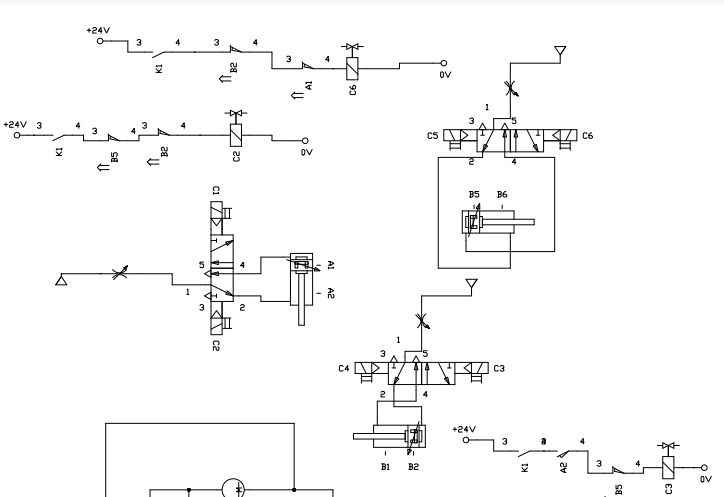 +24V 3 4 3 4 3 4 0V
K1 B2 A1 C6
+24V 3 4 3 4 3 4 0V
K1 B5 B2 C2
1
3 5
C5 C6
2 4
B5 B6
C1
5 4
1
3 2
C2
A1
A2
1
3 5
C4 C3
2 4
B1 B2
+24V 3 4 3 4 0V
K1 A2 B5 C3
M